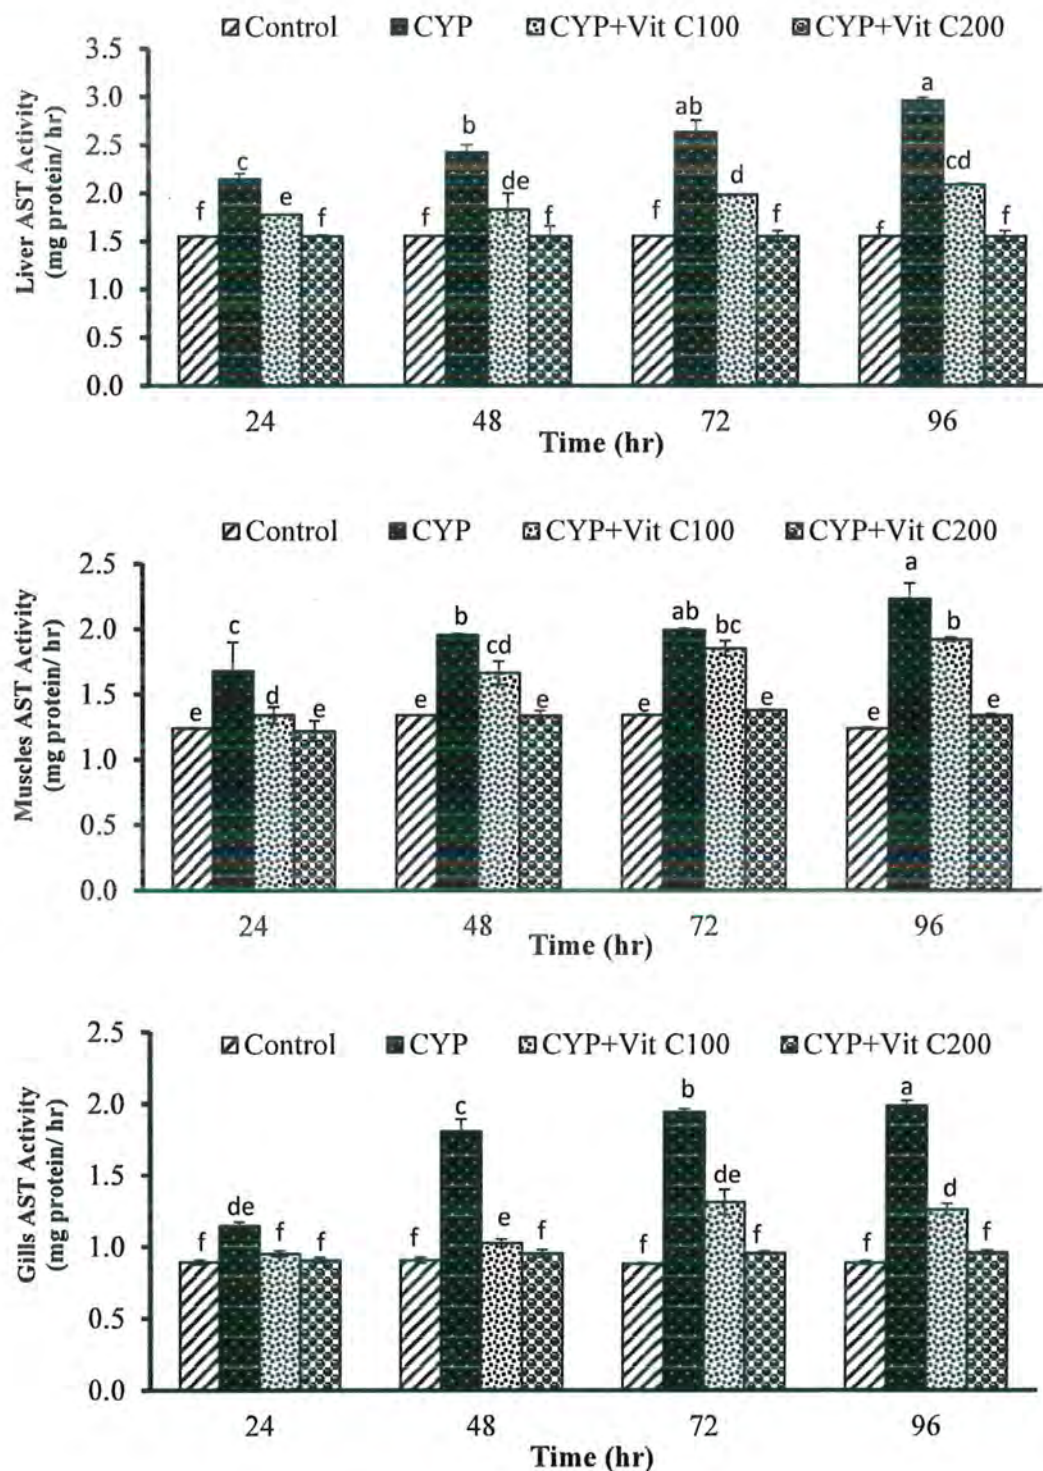 Control CYP CYP+Vit C100 CYP+Vit C200
Liver AST Activity
(mg protein/ hr)
3.5
3.0
2.5
2.0
1.5
1.0
0.5
0.0
f c e f
f b de f
f ab d f
f a cd f
24 48 72 96
Time (hr)
Control CYP CYP+Vit C100 CYP+Vit C200
Muscles AST Activity
(mg protein/ hr)
2.5
2.0
1.5
1.0
0.5
0.0
e c d e
e b cd e
e ab bc e
e a b e
24 48 72 96
Time (hr)
Control CYP CYP+Vit C100 CYP+Vit C200
Gills AST Activity
(mg protein/ hr)
2.5
2.0
1.5
1.0
0.5
0.0
f de f f
f c e f
f b de f
f a d f
24 48 72 96
Time (hr)